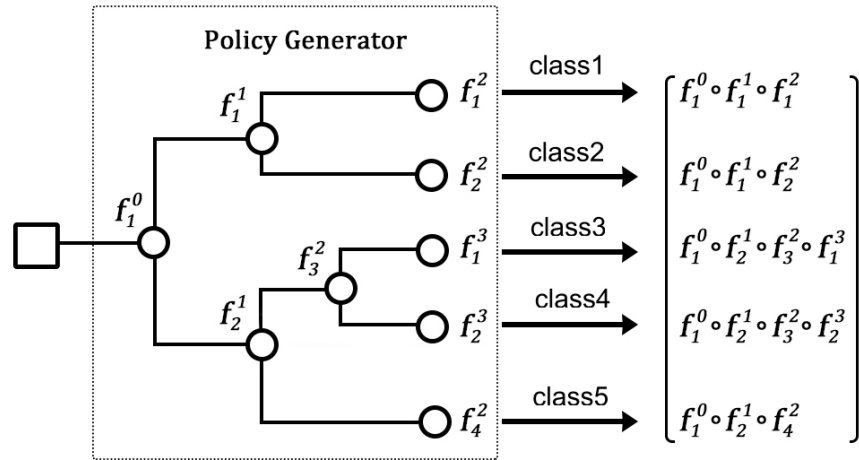 Policy Generator
f_1^2 class1 f_1^0∘f_1^1∘f_1^2
f_1^1
f_2^2 class2 f_1^0∘f_1^1∘f_2^2
f_1^0
f_1^3 class3 f_1^0∘f_2^1∘f_3^2∘f_1^3
f_3^2
f_2^1
f_2^3 class4 f_1^0∘f_2^1∘f_3^2∘f_2^3
f_4^2 class5 f_1^0∘f_2^1∘f_4^2